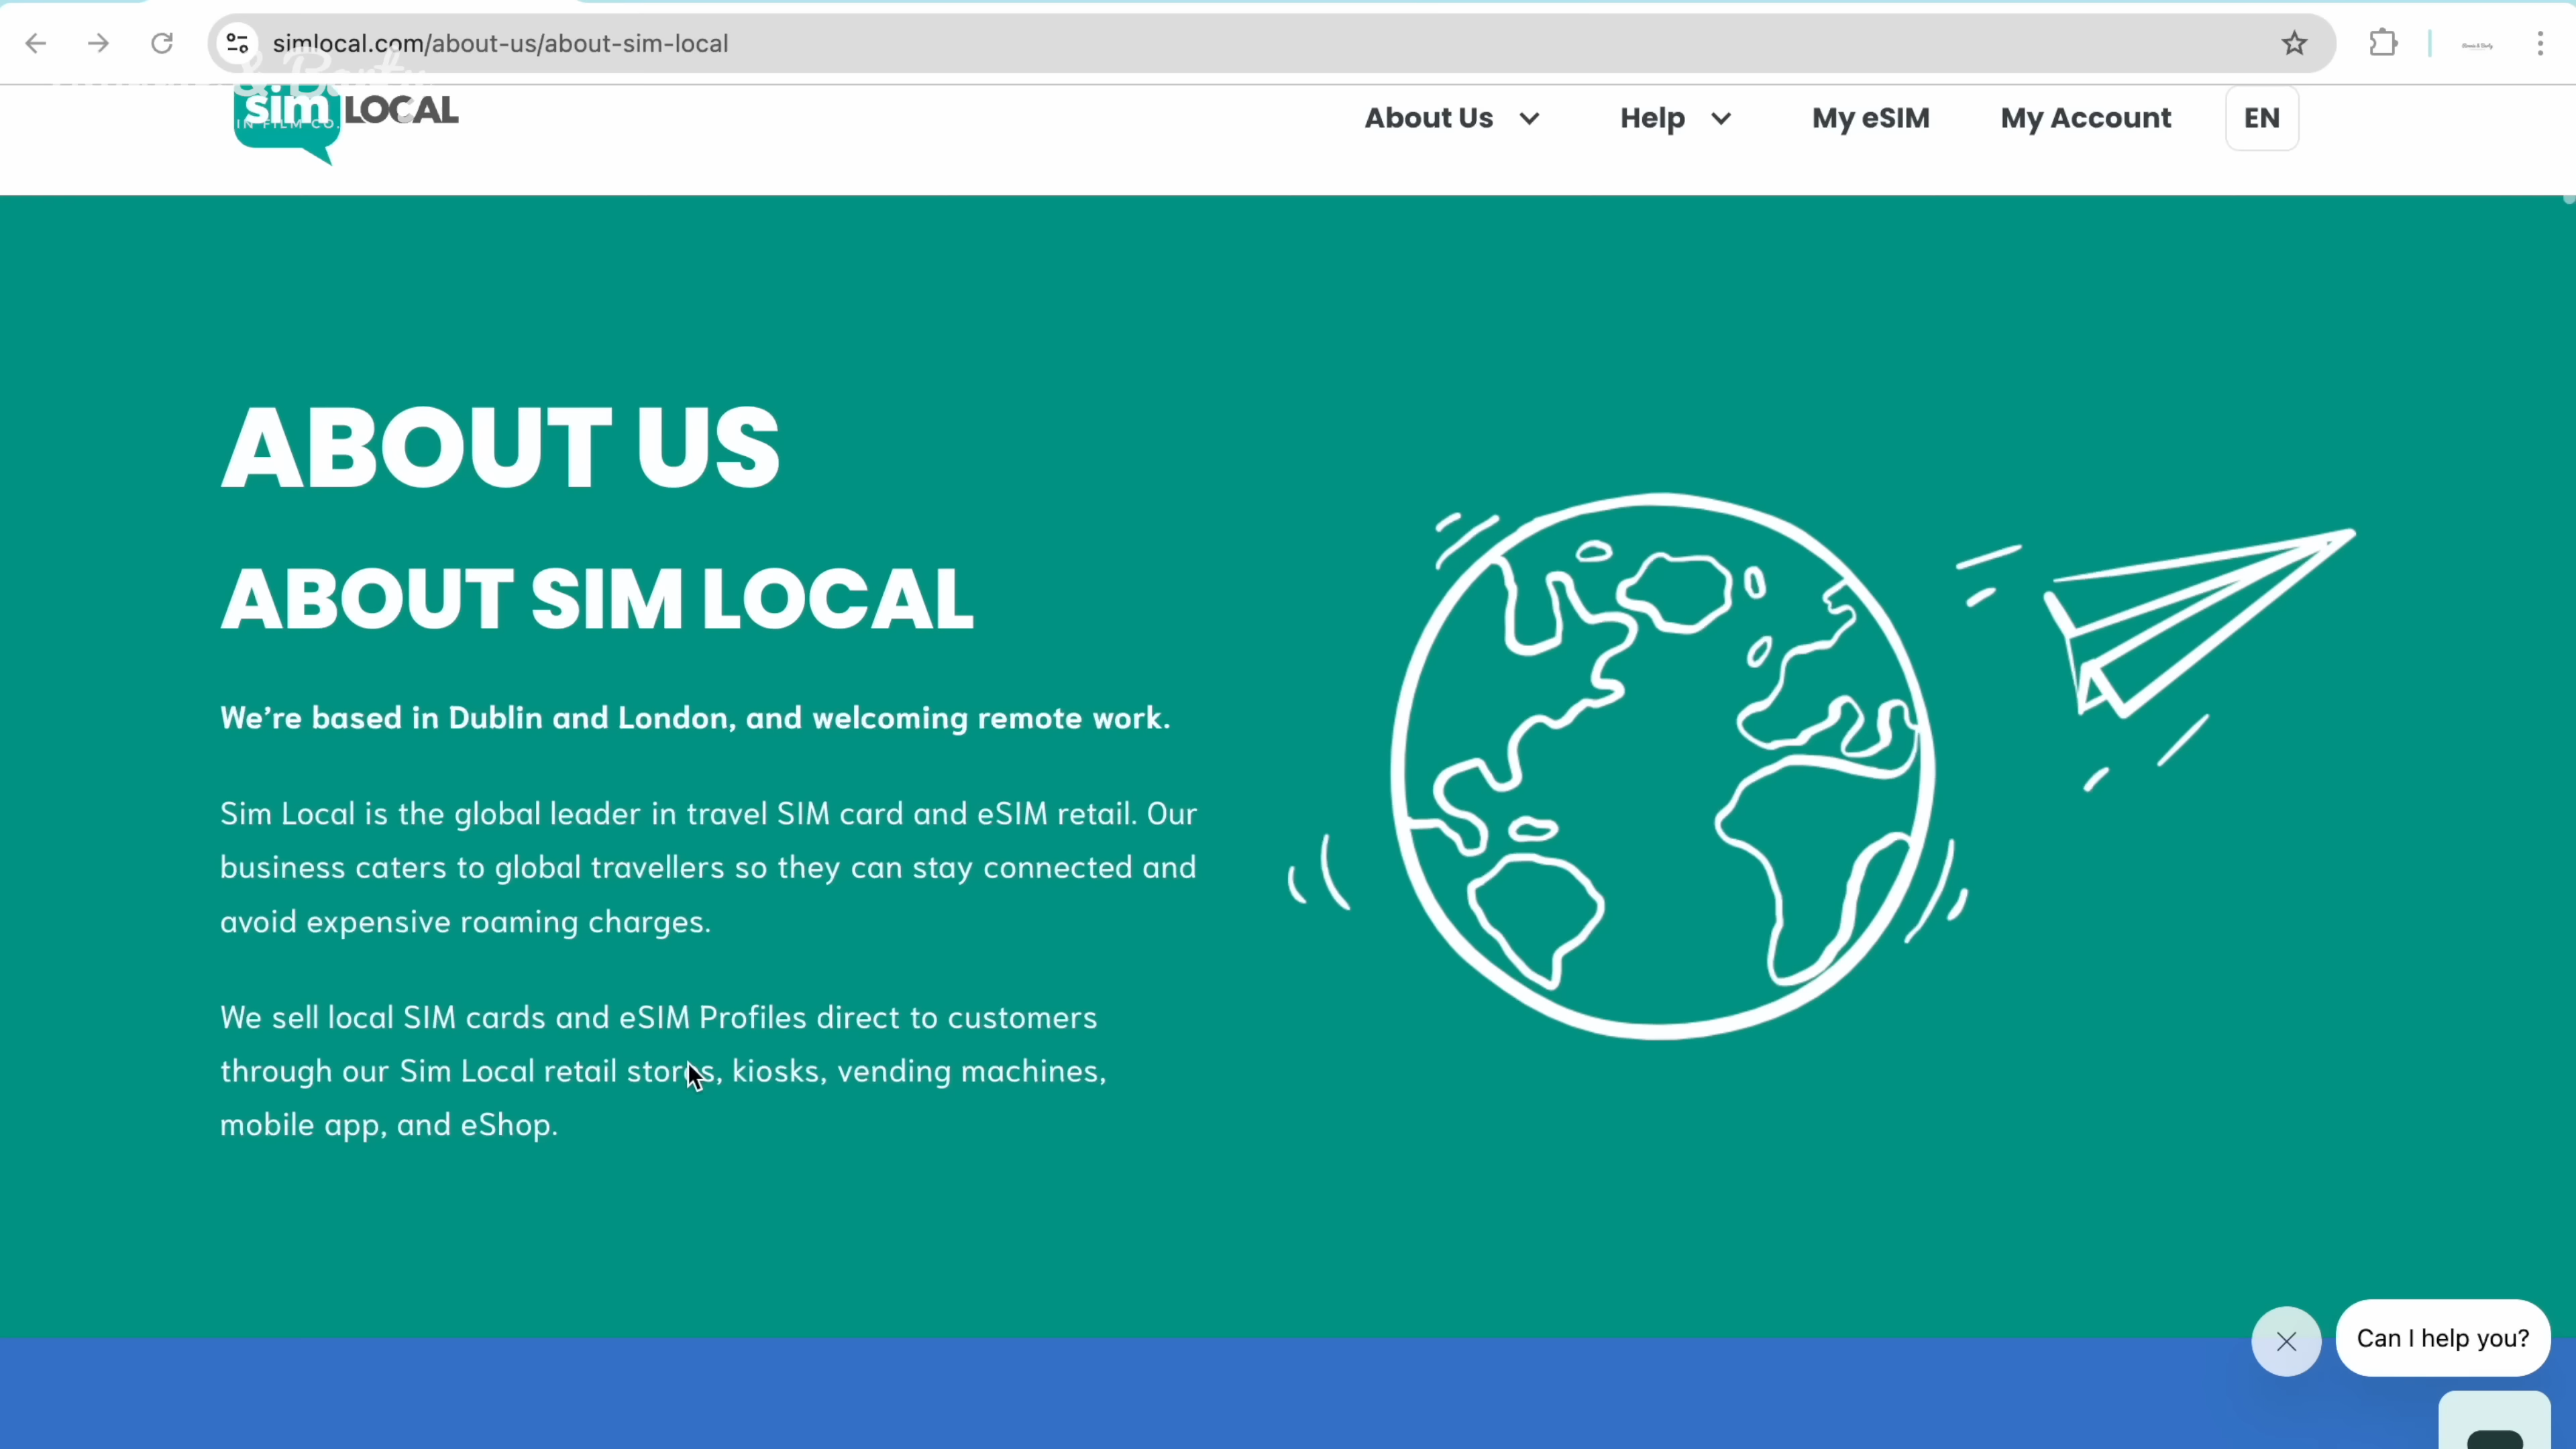 simlocal.com/about-us/about-sim-local
& Barty
IN FILM CO.
sim LOCAL
About Us
Help
My eSIM
My Account
EN
ABOUT US
ABOUT SIM LOCAL
We’re based in Dublin and London, and welcoming remote work.
Sim Local is the global leader in travel SIM card and eSIM retail. Our
business caters to global travellers so they can stay connected and
avoid expensive roaming charges.
We sell local SIM cards and eSIM Profiles direct to customers
through our Sim Local retail stores, kiosks, vending machines,
mobile app, and eShop.
Can I help you?